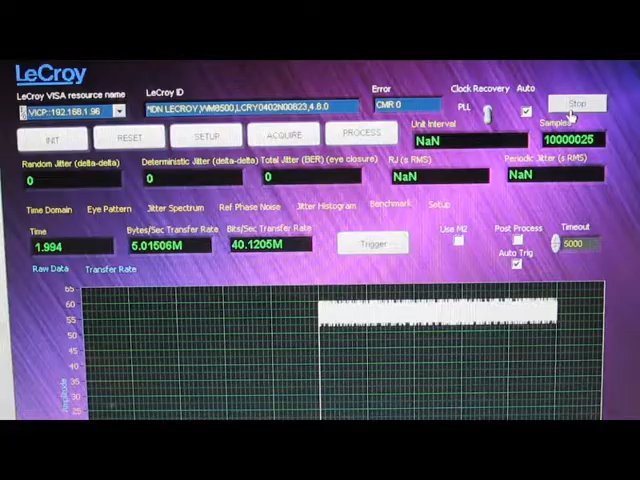 LeCroy
LeCroy VISA resource name
VICP::192.168.1.96
LeCroy ID
*IDN LECROY,WM8500,LCRY0402N00623,4.8.0
Error
CMR 0
Clock Recovery
PLL
Auto
Stop
INIT
RESET
SETUP
ACQUIRE
PROCESS
Unit Interval
NaN
Samples
10000025
Random Jitter (delta-delta)
0
Deterministic Jitter (delta-delta)
0
Total Jitter (BER) (eye closure)
0
RJ (s RMS)
NaN
Periodic Jitter (s RMS)
NaN
Time Domain
Eye Pattern
Jitter Spectrum
Ref Phase Noise
Jitter Histogram
Benchmark
Setup
Time
1.994
Bytes/Sec Transfer Rate
5.01506M
Bits/Sec Transfer Rate
40.1205M
Trigger
Use M2
Post Process
Auto Trig
Timeout
5000
Raw Data
Transfer Rate
65
60
55
50
45
40
35
30
25
Amplitude